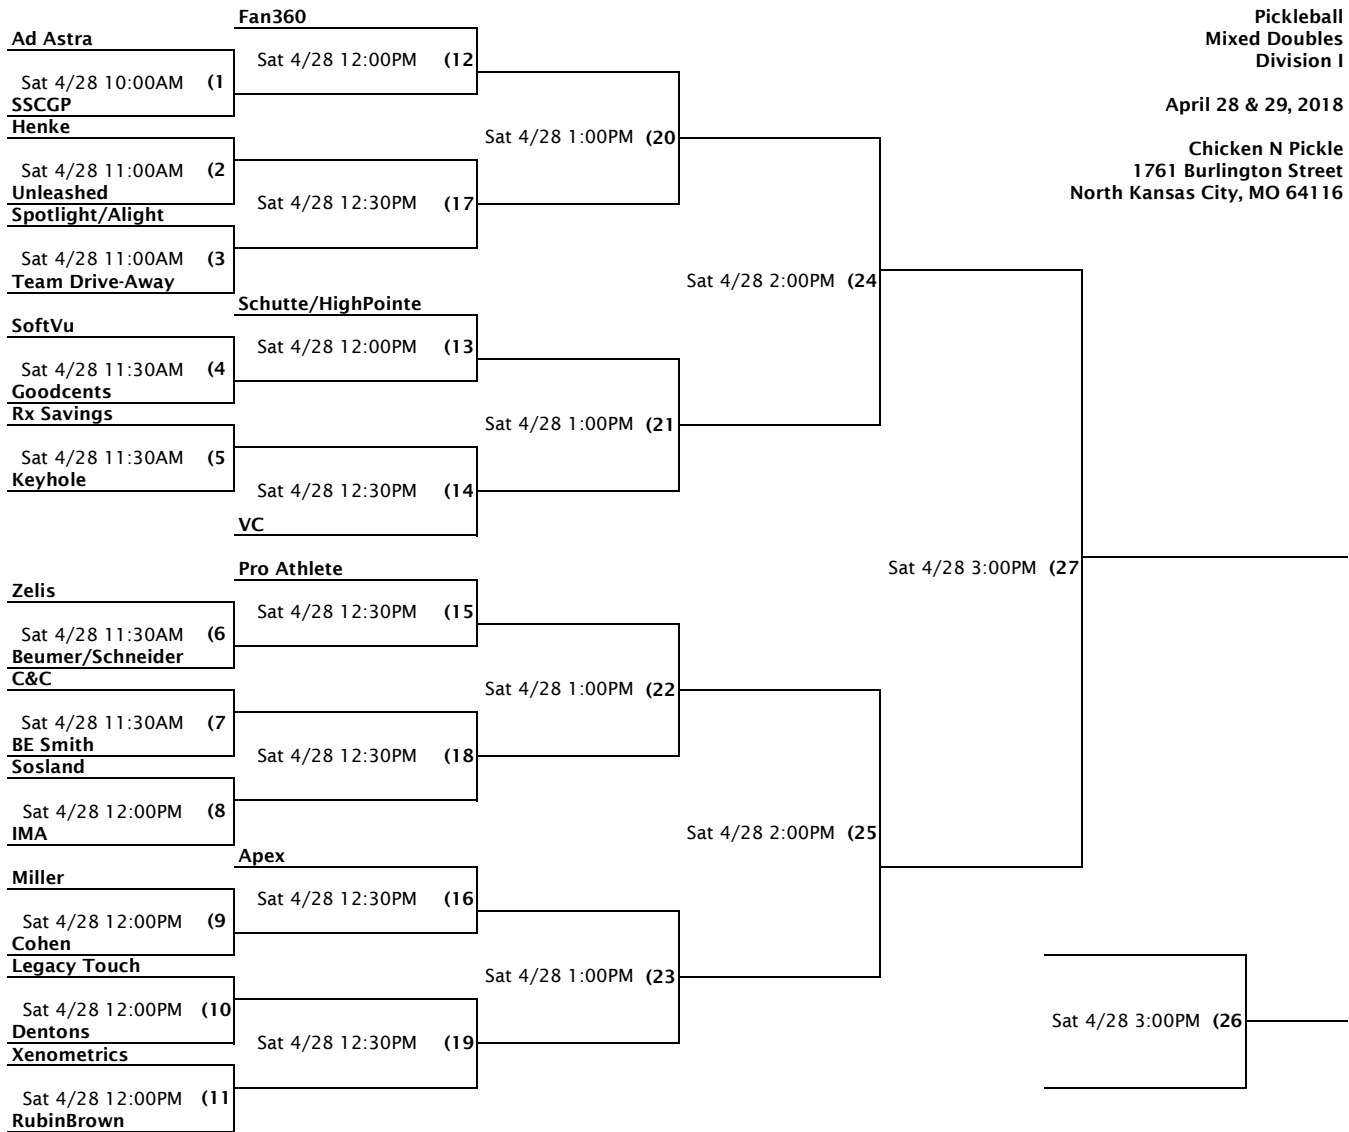 Fan360
Pickleball
Ad Astra
Mixed Doubles
Sat 4/28 12:00PM (12
Division I
Sat 4/28 10:00AM (1
SSCGP
April 28 & 29, 2018
Henke
Sat 4/28 1:00PM (20
Chicken N Pickle
Sat 4/28 11:00AM (2
1761 Burlington Street
Unleashed
Sat 4/28 12:30PM (17
North Kansas City, MO 64116
Spotlight/Alight
Sat 4/28 11:00AM (3
Team Drive-Away
Sat 4/28 2:00PM (24
Schutte/HighPointe
SoftVu
Sat 4/28 12:00PM (13
Sat 4/28 11:30AM (4
Goodcents
Rx Savings
Sat 4/28 1:00PM (21
Sat 4/28 11:30AM (5
Keyhole
Sat 4/28 12:30PM (14
VC
Pro Athlete
Sat 4/28 3:00PM (27
Zelis
Sat 4/28 12:30PM (15
Sat 4/28 11:30AM (6
Beumer/Schneider
C&C
Sat 4/28 1:00PM (22
Sat 4/28 11:30AM (7
BE Smith
Sat 4/28 12:30PM (18
Sosland
Sat 4/28 12:00PM (8
IMA
Sat 4/28 2:00PM (25
Apex
Miller
Sat 4/28 12:30PM (16
Sat 4/28 12:00PM (9
Cohen
Legacy Touch
Sat 4/28 1:00PM (23
Sat 4/28 12:00PM (10
Dentons
Sat 4/28 3:00PM (26
Sat 4/28 12:30PM (19
Xenometrics
Sat 4/28 12:00PM (11
RubinBrown